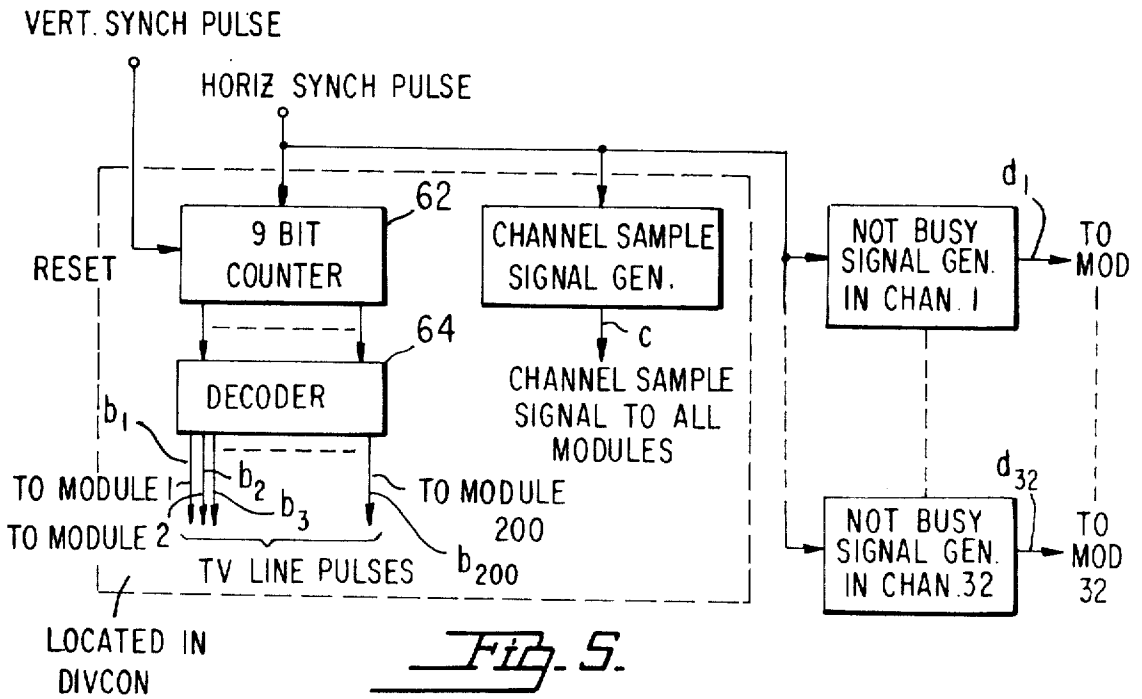 VERT. SYNCH PULSE
HORIZ SYNCH PULSE
RESET
62
9 BIT
COUNTER
64
DECODER
CHANNEL SAMPLE
SIGNAL GEN.
c
CHANNEL SAMPLE
SIGNAL TO ALL
MODULES
b1
b2
b3
TO MODULE 1
TO MODULE 2
TO MODULE
200
b200
TV LINE PULSES
LOCATED IN
DIVCON
NOT BUSY
SIGNAL GEN.
IN CHAN. 1
d1
TO
MOD
1
NOT BUSY
SIGNAL GEN.
IN CHAN. 32
d32
TO
MOD
32
Fig. 5.